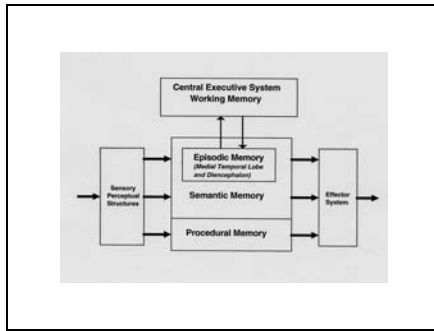 Central Executive System
Working Memory
Episodic Memory
(Medial Temporal Lobe
and Diencephalon)
Sensory
Perceptual
Structures
Semantic Memory
Effector
System
Procedural Memory